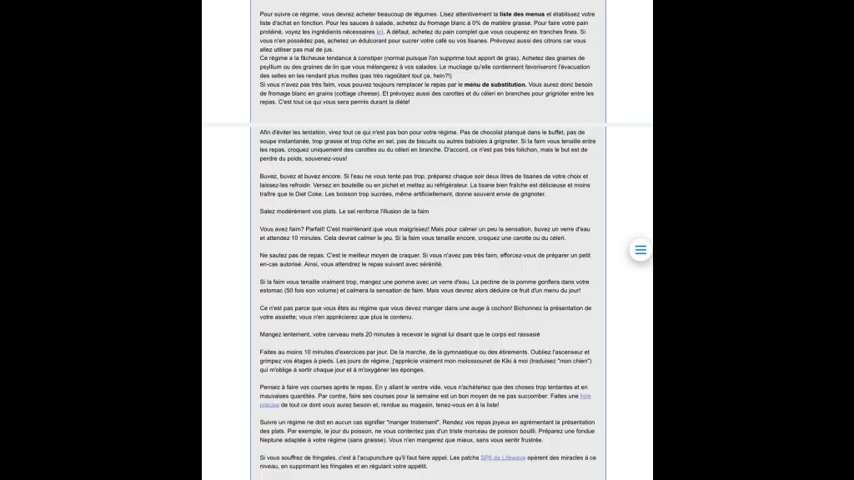 Pour suivre ce régime, vous devrez acheter beaucoup de légumes. Lisez attentivement la liste des menus et établissez votre
liste d'achat en fonction. Pour les sauces à salade, achetez du fromage blanc à 0% de matière grasse. Pour faire votre pain
protéiné, voyez les ingrédients nécessaires ici. A défaut, achetez du pain complet que vous couperez en tranches fines. Si
vous n'en possédez pas, achetez un édulcorant pour sucrer votre café ou vos tisanes. Prévoyez aussi des citrons car vous
allez utiliser pas mal de jus.
Ce régime a la fâcheuse tendance à constiper (normal puisque l'on supprime tout apport de gras). Achetez des graines de
psyllium ou des graines de lin que vous mélangerez à vos salades. Le mucilage qu'elle contiennent favoriseront l'évacuation
des selles en les rendant plus molles (pas très ragoûtant tout ça, hein?!)
Si vous n'avez pas très faim, vous pouvez toujours remplacer le repas par le menu de substitution. Vous aurez donc besoin
de fromage blanc en grains (cottage cheese). Et prévoyez aussi des carottes et du céleri en branches pour grignoter entre les
repas. C'est tout ce qui vous sera permis durant la diète!
Afin d'éviter les tentation, virez tout ce qui n'est pas bon pour votre régime. Pas de chocolat planqué dans le buffet, pas de
soupe instantanée, trop grasse et trop riche en sel, pas de biscuits ou autres babioles à grignoter. Si la faim vous tenaille entre
les repas, croquez uniquement des carottes ou du céleri en branche. D'accord, ce n'est pas très folichon, mais le but est de
perdre du poids, souvenez-vous!
Buvez, buvez et buvez encore. Si l'eau ne vous tente pas trop, préparez chaque soir deux litres de tisanes de votre choix et
laissez-les refroidir. Versez en bouteille ou en pichet et mettez au réfrigérateur. La tisane bien fraîche est délicieuse et moins
traître que le Diet Coke. Les boisson trop sucrées, même artificiellement, donne souvent envie de grignoter.
Salez modérément vos plats. Le sel renforce l'illusion de la faim
Vous avez faim? Parfait! C'est maintenant que vous maigrissez! Mais pour calmer un peu la sensation, buvez un verre d'eau
et attendez 10 minutes. Cela devrait calmer le jeu. Si la faim vous tenaille encore, croquez une carotte ou du céleri.
Ne sautez pas de repas. C'est le meilleur moyen de craquer. Si vous n'avez pas très faim, efforcez-vous de préparer un petit
en-cas autorisé. Ainsi, vous attendrez le repas suivant avec sérénité.
Si la faim vous tenaille vraiment trop, mangez une pomme avec un verre d'eau. La pectine de la pomme gonflera dans votre
estomac (50 fois son volume) et calmera la sensation de faim. Mais vous devrez alors déduire ce fruit d'un menu du jour!
Ce n'est pas parce que vous êtes au régime que vous devez manger dans une auge à cochon! Bichonnez la présentation de
votre assiette; vous n'en apprécierez que plus le contenu.
Mangez lentement, votre cerveau mets 20 minutes à recevoir le signal lui disant que le corps est rassasié
Faites au moins 10 minutes d'exercices par jour. De la marche, de la gymnastique ou des étirements. Oubliez l'ascenseur et
grimpez vos étages à pieds. Les jours de régime, j'apprécie vraiment mon molossounet de Kiki à moi (traduisez "mon chien")
qui m'oblige à sortir chaque jour et à m'oxygéner les éponges.
Pensez à faire vos courses après le repas. En y allant le ventre vide, vous n'achèteriez que des choses trop tentantes et en
mauvaises quantités. Par contre, faire ses courses pour la semaine est un bon moyen de ne pas succomber. Faites une liste
précise de tout ce dont vous aurez besoin et, rendue au magasin, tenez-vous en à la liste!
Suivre un régime ne doit en aucun cas signifier "manger tristement". Rendez vos repas joyeux en agrémentant la présentation
des plats. Par exemple, le jour du poisson, ne vous contentez pas d'un triste morceau de poisson bouilli. Préparez une fondue
Neptune adaptée à votre régime (sans graisse). Vous n'en mangerez que mieux, sans vous sentir frustrée.
Si vous souffrez de fringales, c'est à l'acupuncture qu'il faut faire appel. Les patchs SP6 de Lifewave opèrent des miracles à ce
niveau, en supprimant les fringales et en régulant votre appétit.